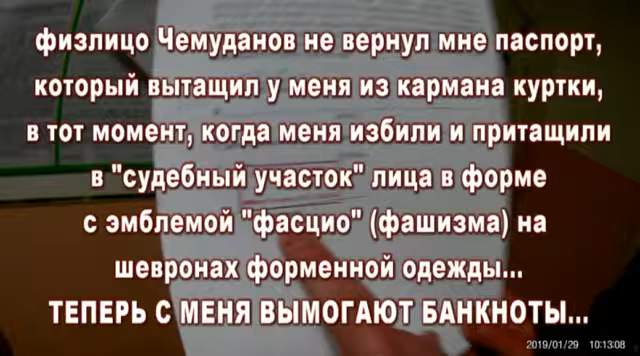 физлицо Чемуданов не вернул мне паспорт,
который вытащил у меня из кармана куртки,
в тот момент, когда меня избили и притащили
в "судебный участок" лица в форме
с эмблемой "фасцио" (фашизма) на
шевронах форменной одежды...
ТЕПЕРЬ С МЕНЯ ВЫМОГАЮТ БАНКНОТЫ...
2019/01/29 10:13:08